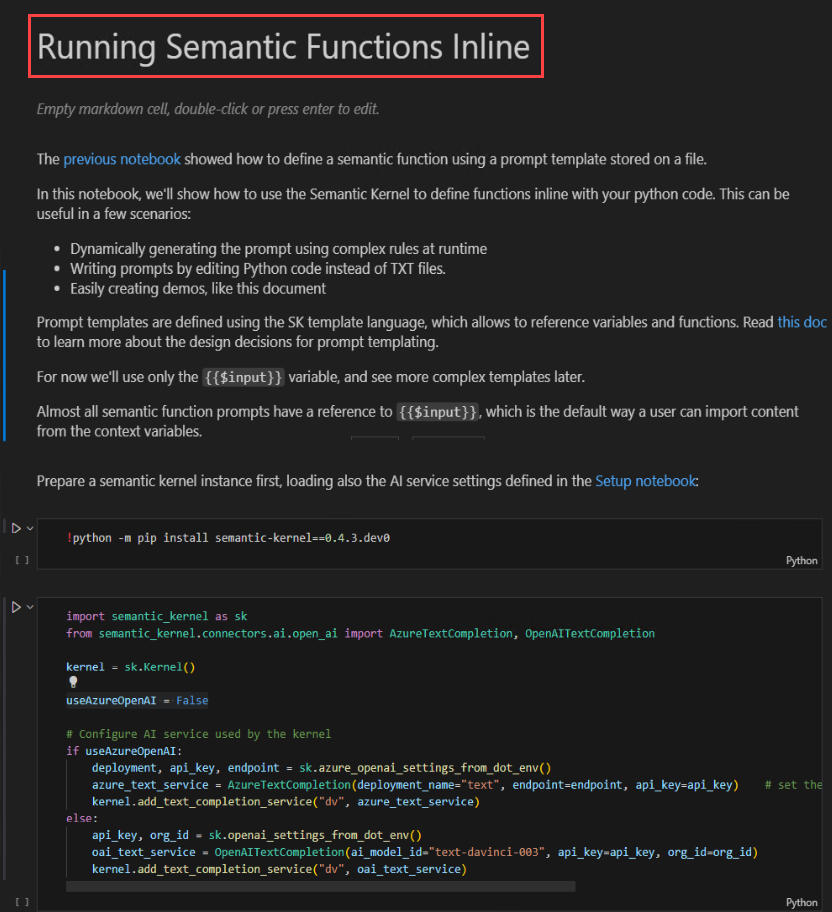 Running Semantic Functions Inline
Empty markdown cell, double-click or press enter to edit.
The previous notebook showed how to define a semantic function using a prompt template stored on a file.
In this notebook, we'll show how to use the Semantic Kernel to define functions inline with your python code. This can be
useful in a few scenarios:
• Dynamically generating the prompt using complex rules at runtime
• Writing prompts by editing Python code instead of TXT files.
• Easily creating demos, like this document
Prompt templates are defined using the SK template language, which allows to reference variables and functions. Read this doc
to learn more about the design decisions for prompt templating.
For now we'll use only the {{$input}} variable, and see more complex templates later.
Almost all semantic function prompts have a reference to {{$input}}, which is the default way a user can import content
from the context variables.
Prepare a semantic kernel instance first, loading also the AI service settings defined in the Setup notebook:
!python -m pip install semantic-kernel==0.4.3.dev0
[ ]
Python
import semantic_kernel as sk
from semantic_kernel.connectors.ai.open_ai import AzureTextCompletion, OpenAITextCompletion
kernel = sk.Kernel()
useAzureOpenAI = False
# Configure AI service used by the kernel
if useAzureOpenAI:
    deployment, api_key, endpoint = sk.azure_openai_settings_from_dot_env()
    azure_text_service = AzureTextCompletion(deployment_name="text", endpoint=endpoint, api_key=api_key)    # set the
    kernel.add_text_completion_service("dv", azure_text_service)
else:
    api_key, org_id = sk.openai_settings_from_dot_env()
    oai_text_service = OpenAITextCompletion(ai_model_id="text-davinci-003", api_key=api_key, org_id=org_id)
    kernel.add_text_completion_service("dv", oai_text_service)
[ ]
Python